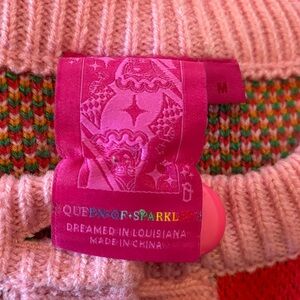 M
QUEEN•OF•SPARKL
DREAMED IN LOUISIANA
MADE IN CHINA